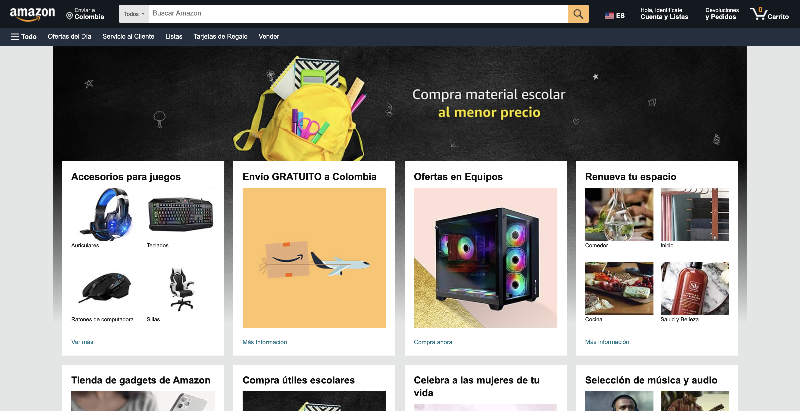 amazon
Enviar a
Colombia
Todos
Buscar Amazon
ES
Hola, Identifícate
Cuenta y Listas
Devoluciones
y Pedidos
0
Carrito
Todo
Ofertas del Día
Servicio al Cliente
Listas
Tarjetas de Regalo
Vender
Compra material escolar
al menor precio
Accesorios para juegos
Auriculares
Teclados
Ratones de computadora
Sillas
Ver más
Envío GRATUITO a Colombia
Más información
Ofertas en Equipos
Compra ahora
Renueva tu espacio
Comedor
Inicio
Cocina
Salud y Belleza
Más información
Tienda de gadgets de Amazon
Compra útiles escolares
Celebra a las mujeres de tu
vida
Selección de música y audio